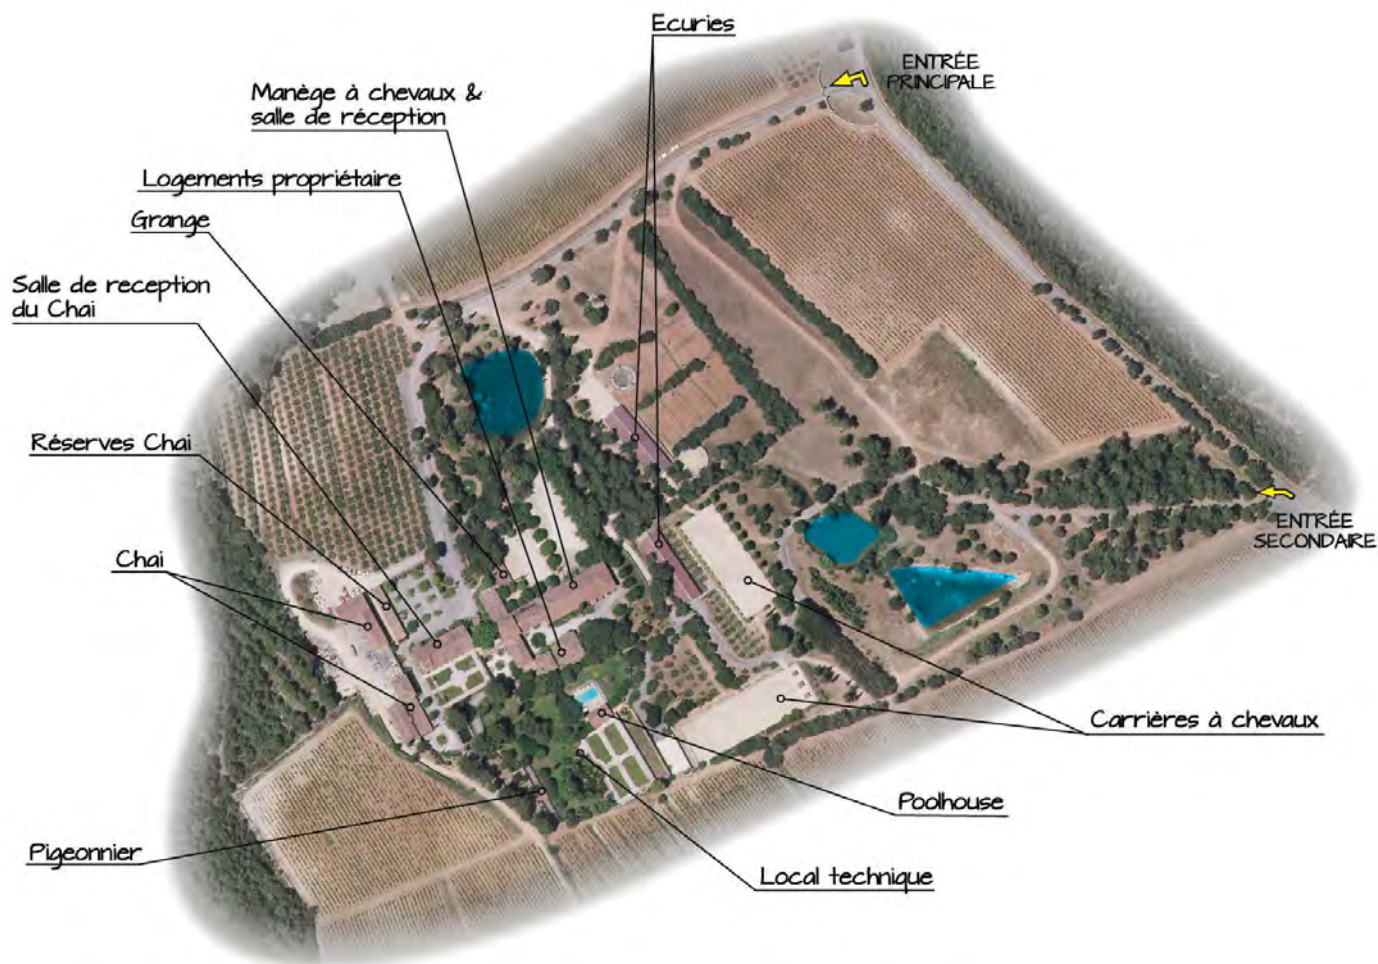 Ecuries
ENTRÉE
PRINCIPALE
Manège à chevaux &
salle de réception
Logements propriétaire
Grange
Salle de reception
du Chai
Réserves Chai
ENTRÉE
SECONDAIRE
Chai
Carrières à chevaux
Poolhouse
Pigeonnier
Local technique